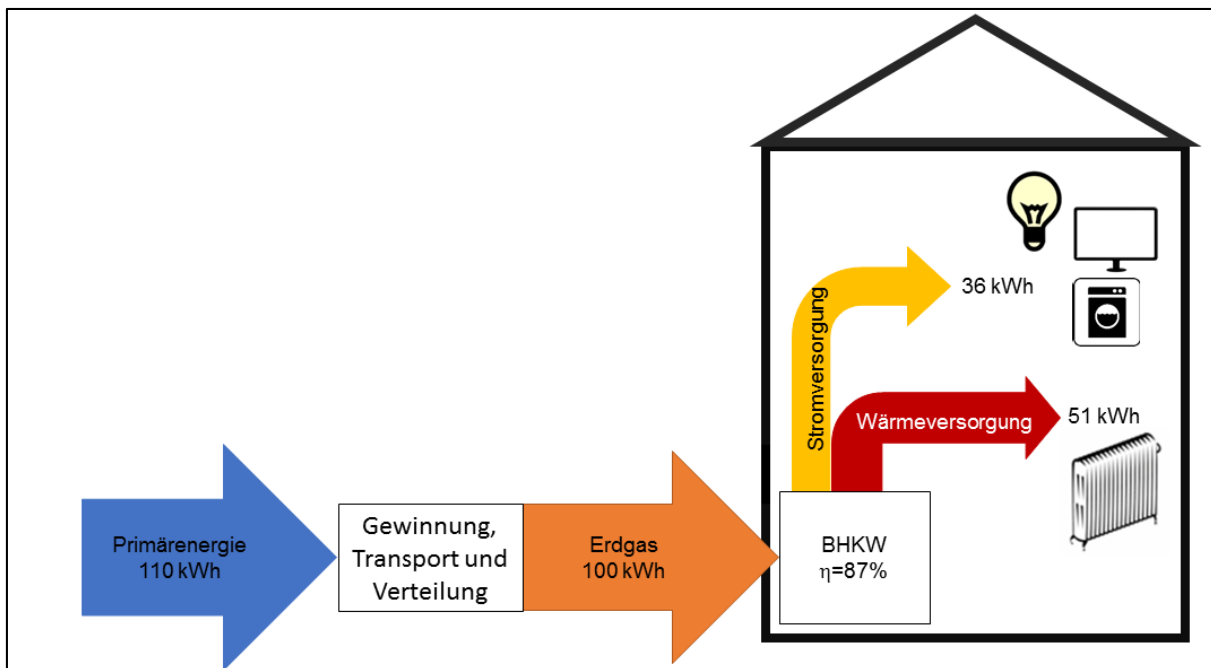 Primärenergie
110 kWh
Gewinnung,
Transport und
Verteilung
Erdgas
100 kWh
BHKW
η=87%
Stromversorgung
36 kWh
Wärmeversorgung
51 kWh